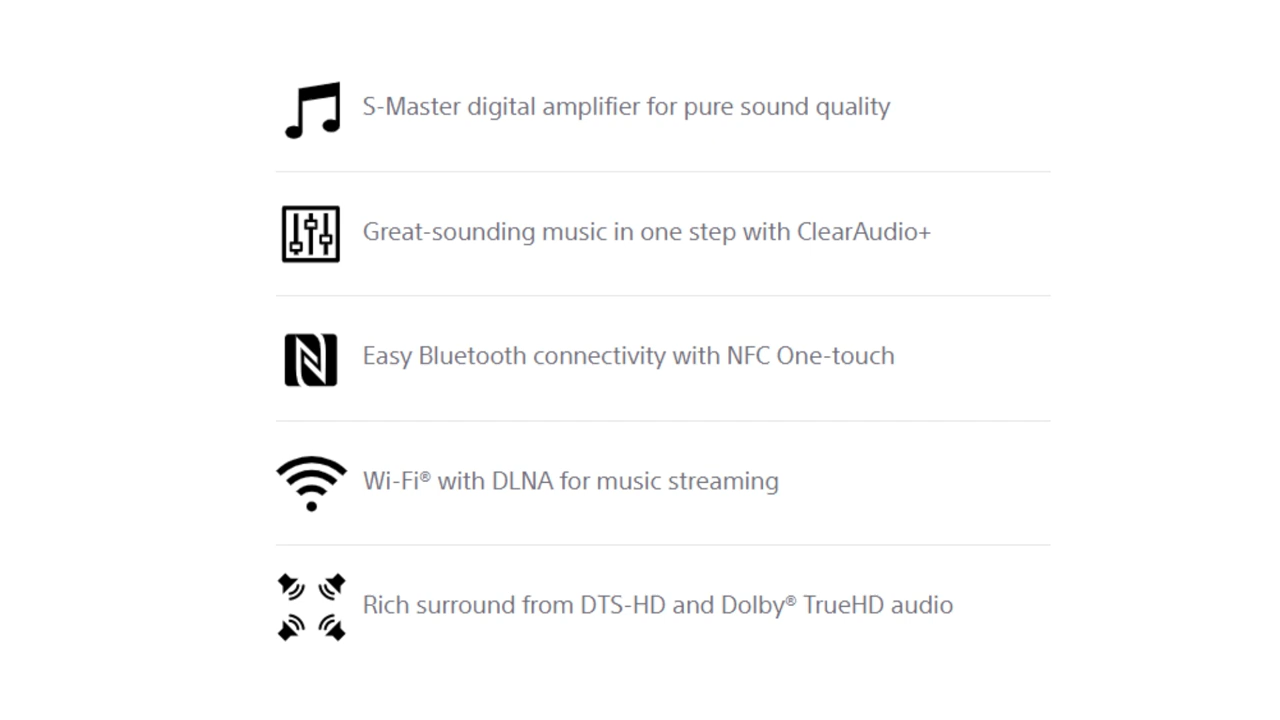 S-Master digital amplifier for pure sound quality
Great-sounding music in one step with ClearAudio+
Easy Bluetooth connectivity with NFC One-touch
Wi-Fi® with DLNA for music streaming
Rich surround from DTS-HD and Dolby® TrueHD audio